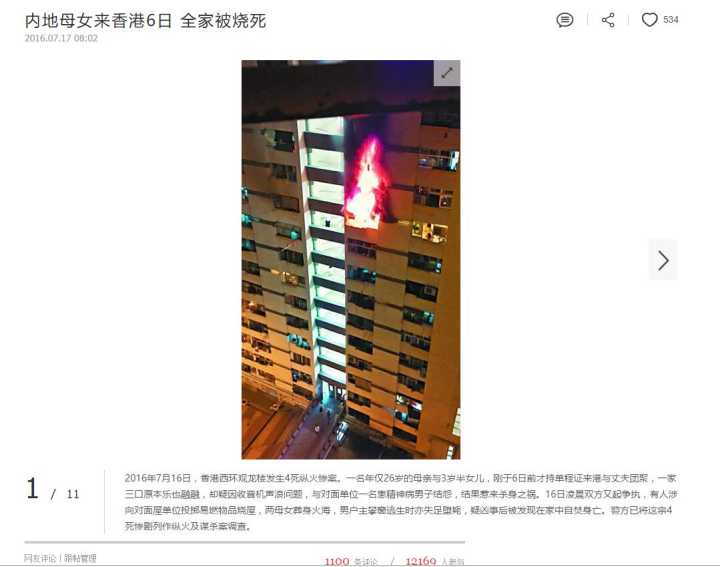 内地母女来香港6日 全家被烧死
2016.07.17 08:02
534
1 / 11
2016年7月16日，香港西环观龙楼发生4死纵火惨案。一名年仅26岁的母亲与3岁半女儿，刚于6日前才持单程证来港与丈夫团聚，一家
三口原本乐也融融，却疑因收音机声浪问题，与对面单位一名患精神病男子结怨，结果惹来杀身之祸。16日凌晨双方又起争执，有人涉
向对面屋单位投掷易燃物品烧屋，两母女葬身火海，男户主攀窗逃生时亦失足堕毙，疑凶事后被发现在家中自焚身亡。警方已将这宗4
死惨剧列作纵火及谋杀案调查。
网友评论 | 跟帖管理
1100 条评论 / 12169 人参与